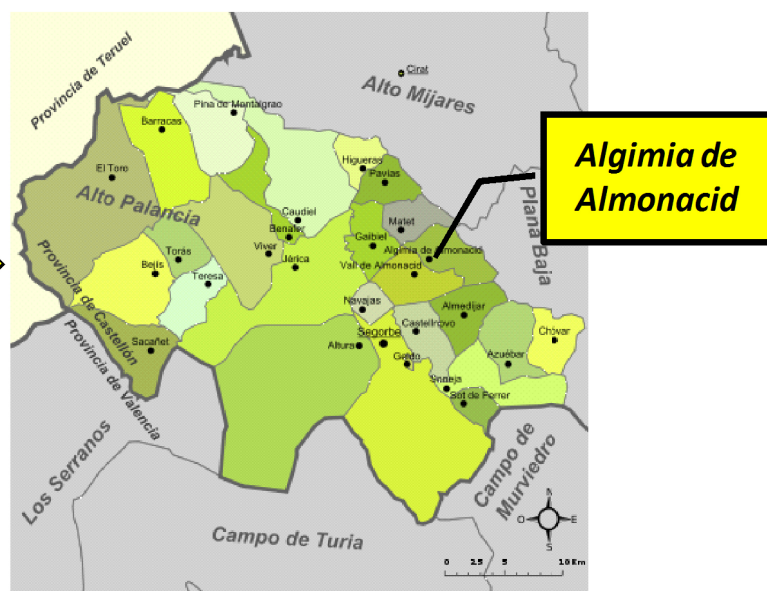 Provincia de Teruel
Cirat
Alto Mijares
Pina de Montalgrao
Barracas
El Toro
Higueras
Pavías
Algimia de
Almonacid
Alto Palancia
Caudiel
Matet
Plana Baja
Benafer
Gaibiel
Torás
Viver
Algimia de Almonacid
Jérica
Vall de Almonacid
Bejís
Teresa
Provincia de Castellón
Navajas
Almedíjar
Castellnovo
Segorbe
Chóvar
Sacañet
Altura
Geldo
Azuébar
Provincia de Valencia
Soneja
Sot de Ferrer
Los Serranos
Campo de
Murviedro
Campo de Turia
N
O
E
S
0 2.5 5 10 Km